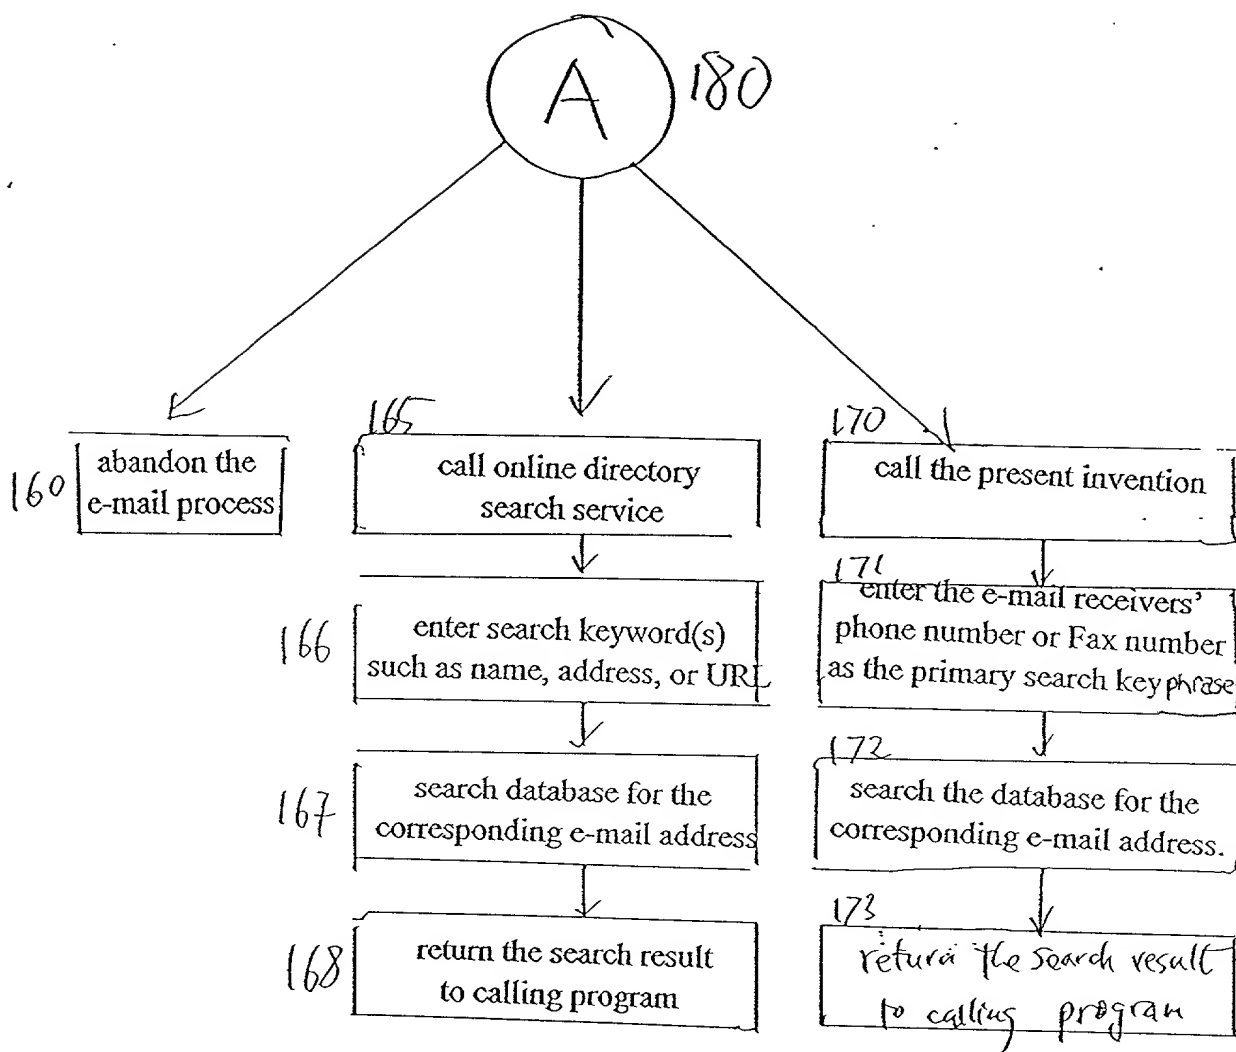 A
180
160
abandon the
e-mail process
165
call online directory
search service
170
call the present invention
166
enter search keyword(s)
such as name, address, or URL
171
enter the e-mail receivers'
phone number or Fax number
as the primary search key phrase
167
search database for the
corresponding e-mail address
172
search the database for the
corresponding e-mail address.
168
return the search result
to calling program
173
return the search result
to calling program